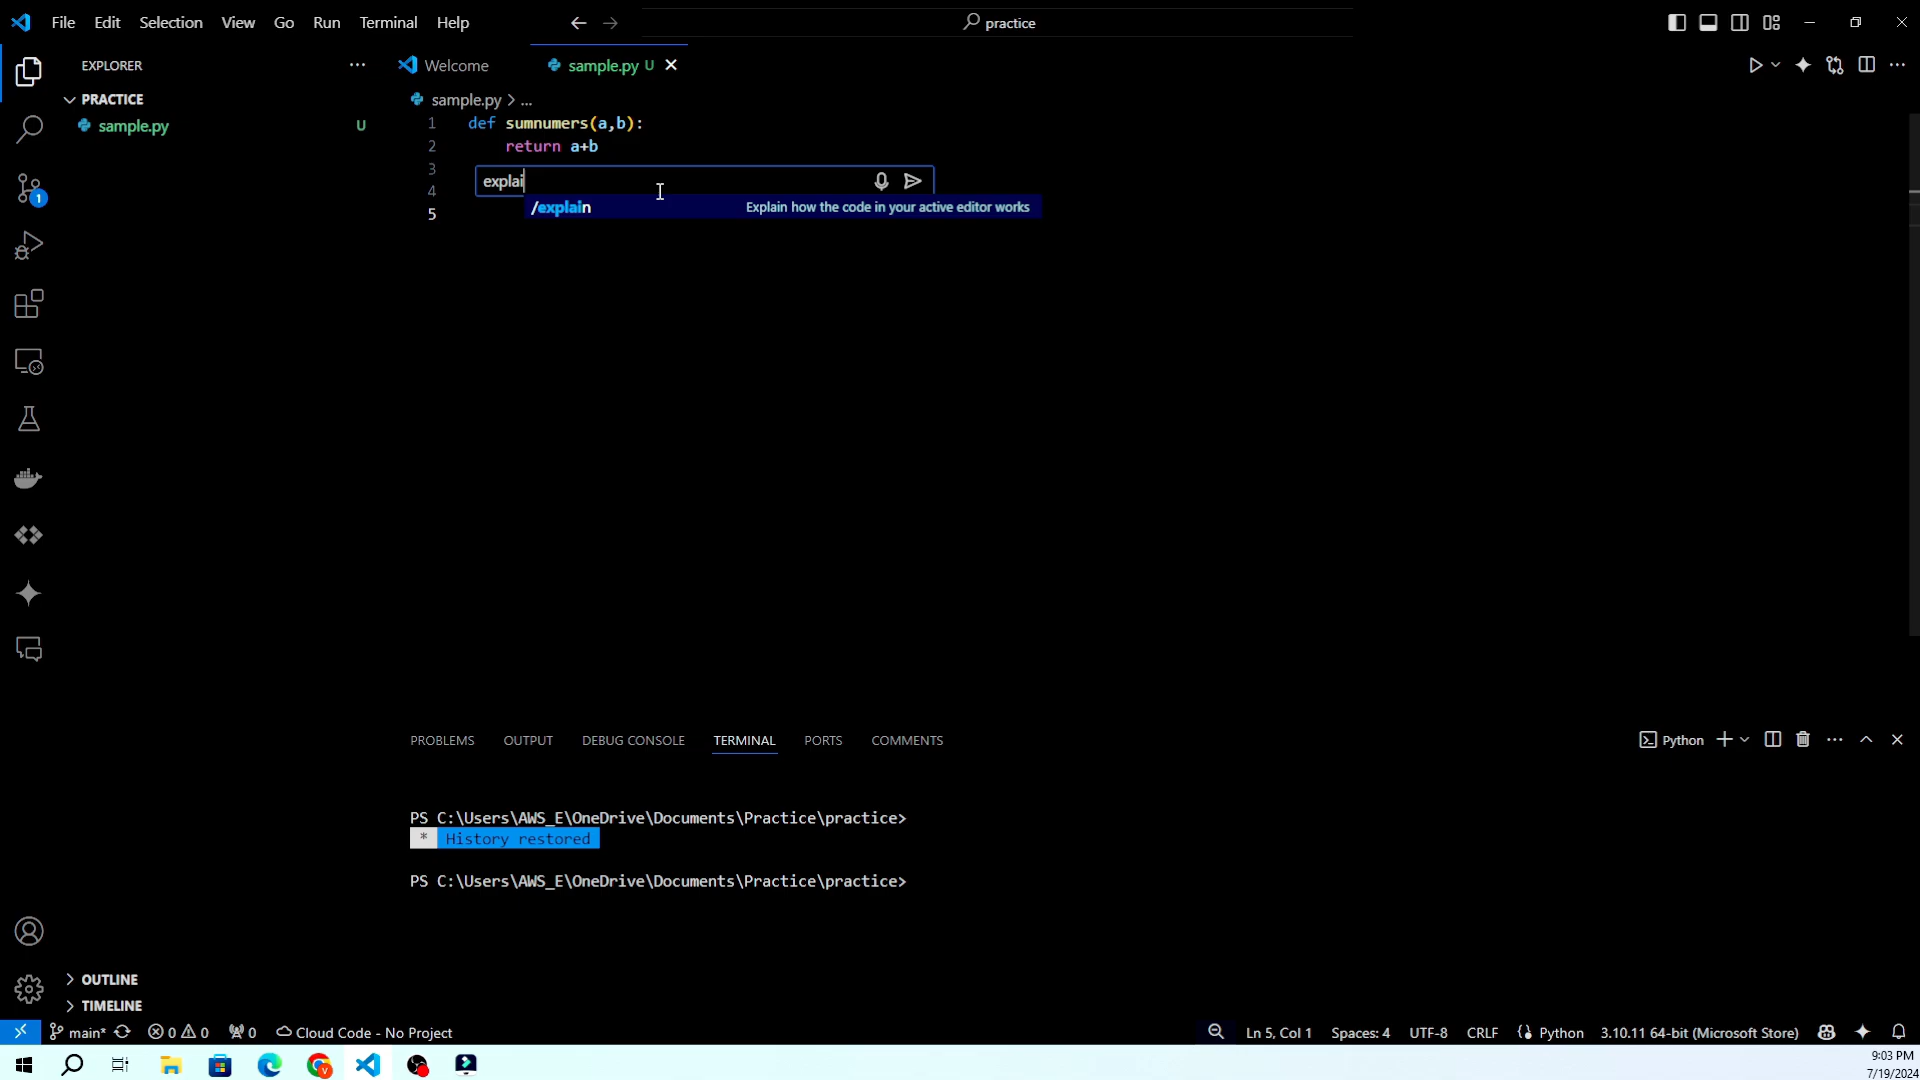 File Edit Selection View Go Run Terminal Help
practice
EXPLORER
PRACTICE
sample.py U
Welcome
sample.py U
sample.py > ...
1 def sumnumers(a,b):
2 return a+b
3
4
5
explai
/explain Explain how the code in your active editor works
1
PROBLEMS OUTPUT DEBUG CONSOLE TERMINAL PORTS COMMENTS
Python
PS C:\Users\AWS_E\OneDrive\Documents\Practice\practice>
* History restored
PS C:\Users\AWS_E\OneDrive\Documents\Practice\practice>
OUTLINE
TIMELINE
main* 0 0 0 Cloud Code - No Project
Ln 5, Col 1 Spaces: 4 UTF-8 CRLF Python 3.10.11 64-bit (Microsoft Store)
V
9:03 PM
7/19/2024